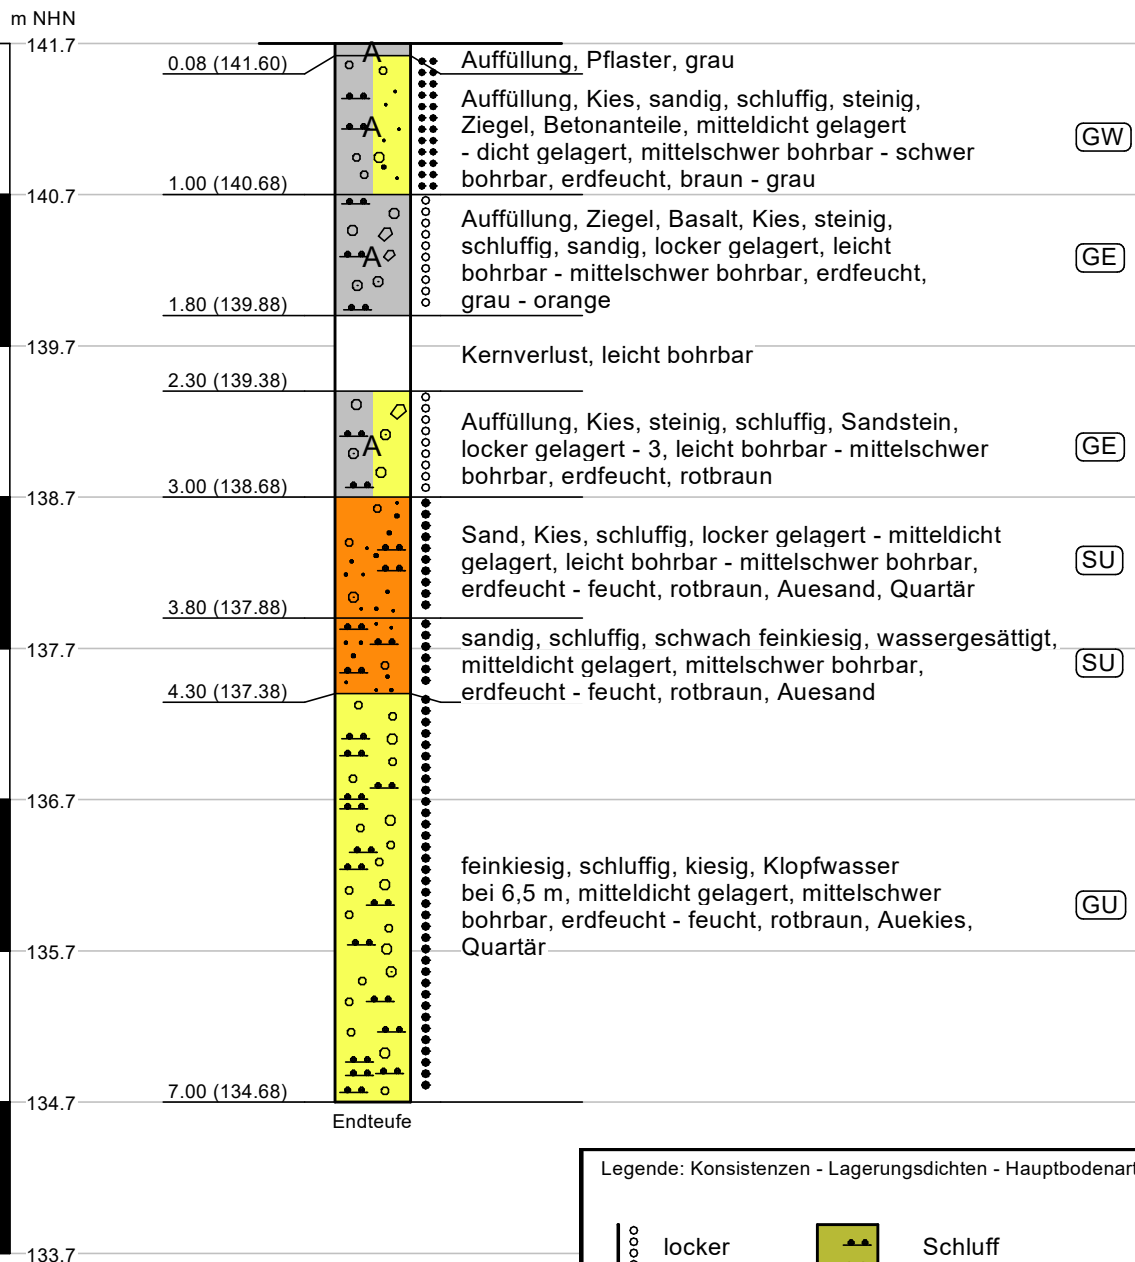 m NHN
141.7
0.08 (141.60)
A
Auffüllung, Pflaster, grau
Auffüllung, Kies, sandig, schluffig, steinig,
Ziegel, Betonanteile, mitteldicht gelagert
- dicht gelagert, mittelschwer bohrbar - schwer
bohrbar, erdfeucht, braun - grau
A
GW
1.00 (140.68)
140.7
Auffüllung, Ziegel, Basalt, Kies, steinig,
schluffig, sandig, locker gelagert, leicht
bohrbar - mittelschwer bohrbar, erdfeucht,
grau - orange
A
GE
1.80 (139.88)
139.7
Kernverlust, leicht bohrbar
2.30 (139.38)
Auffüllung, Kies, steinig, schluffig, Sandstein,
locker gelagert - 3, leicht bohrbar - mittelschwer
bohrbar, erdfeucht, rotbraun
A
GE
3.00 (138.68)
138.7
Sand, Kies, schluffig, locker gelagert - mitteldicht
gelagert, leicht bohrbar - mittelschwer bohrbar,
erdfeucht - feucht, rotbraun, Auesand, Quartär
SU
3.80 (137.88)
137.7
sandig, schluffig, schwach feinkiesig, wassergesättigt,
mitteldicht gelagert, mittelschwer bohrbar,
erdfeucht - feucht, rotbraun, Auesand
SU
4.30 (137.38)
136.7
feinkiesig, schluffig, kiesig, Klopfwasser
bei 6,5 m, mitteldicht gelagert, mittelschwer
bohrbar, erdfeucht - feucht, rotbraun, Auekies,
Quartär
GU
135.7
7.00 (134.68)
134.7
Endteufe
Legende: Konsistenzen - Lagerungsdichten - Hauptbodenart
locker
Schluff
133.7